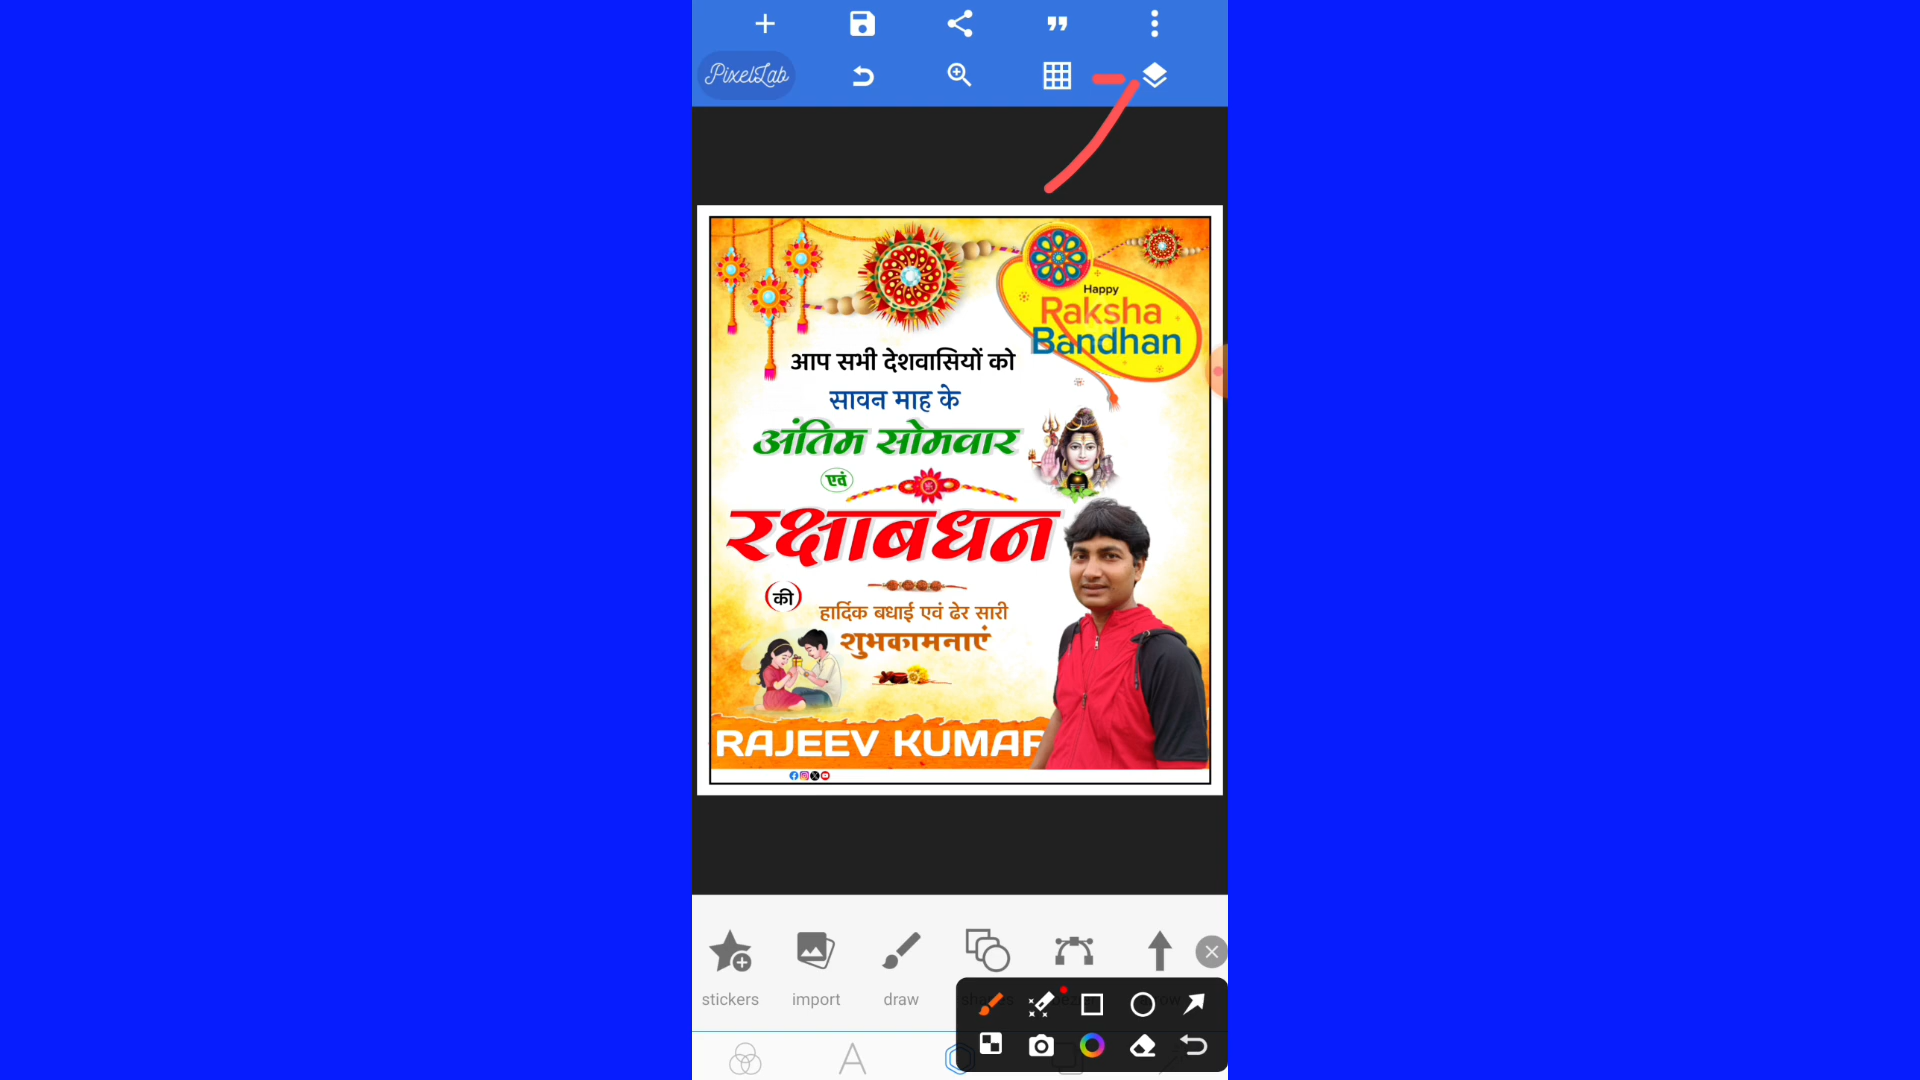 PixelLab
Happy
Raksha
Bandhan
आप सभी देशवासियों को
सावन माह के
अंतिम सोमवार
एवं
रक्षाबंधन
की
हार्दिक बधाई एवं ढेर सारी
शुभकामनाएं
RAJEEV KUMAR
stickers
import
draw